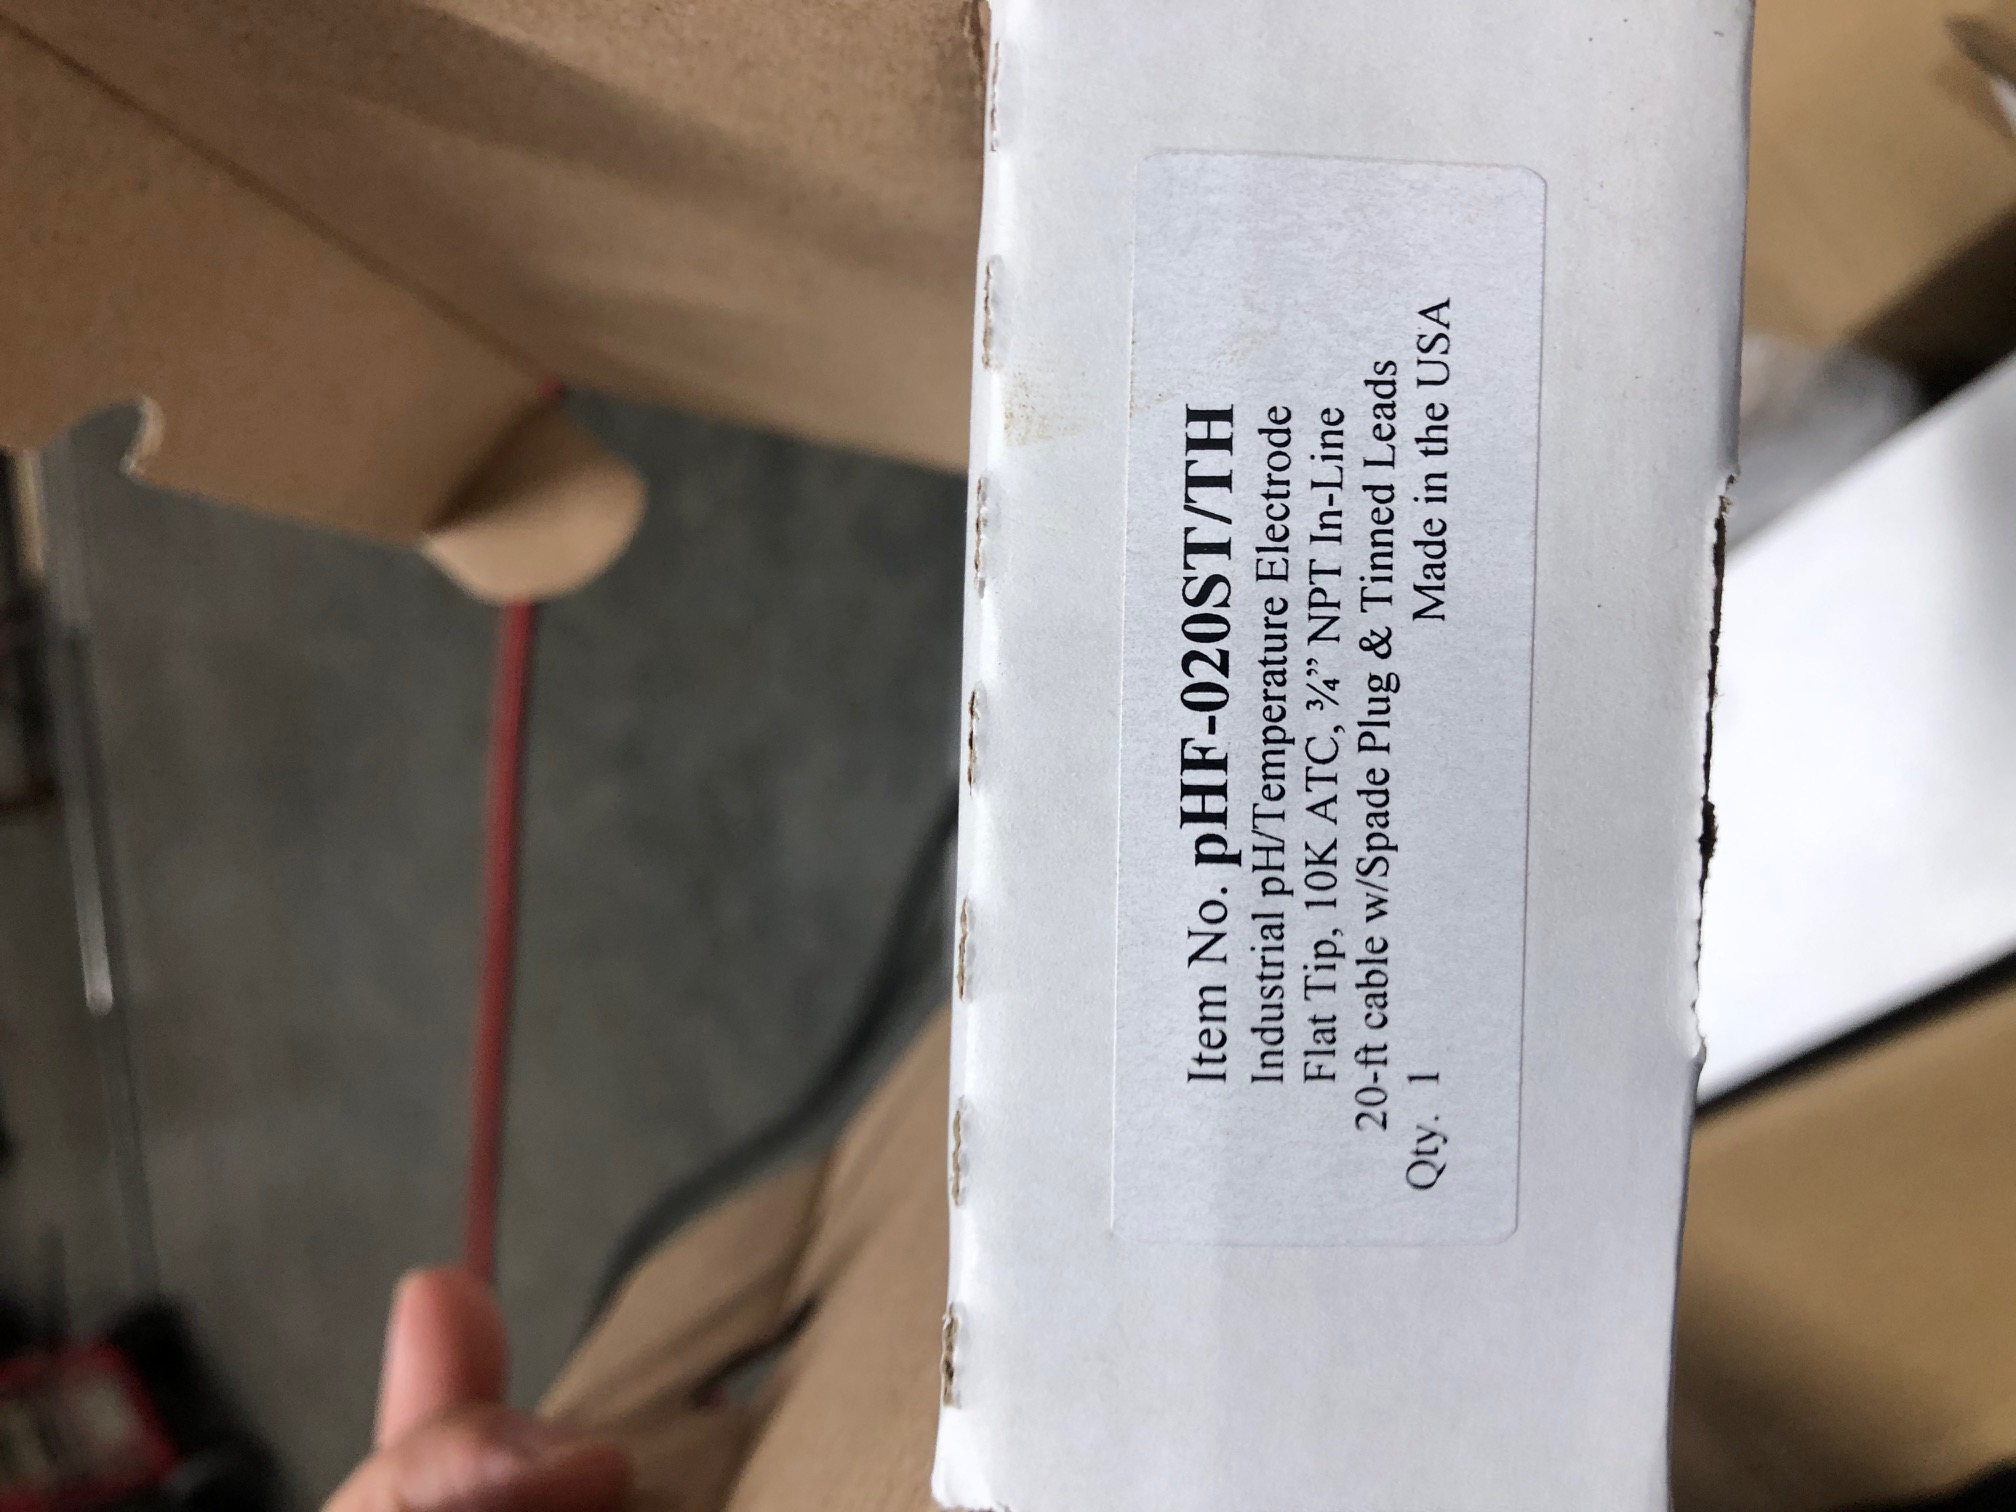 Item No. pHF-020ST/TH
Industrial pH/Temperature Electrode
Flat Tip, 10K ATC, ¾” NPT In-Line
20-ft cable w/Spade Plug & Tinned Leads
Qty. 1 Made in the USA